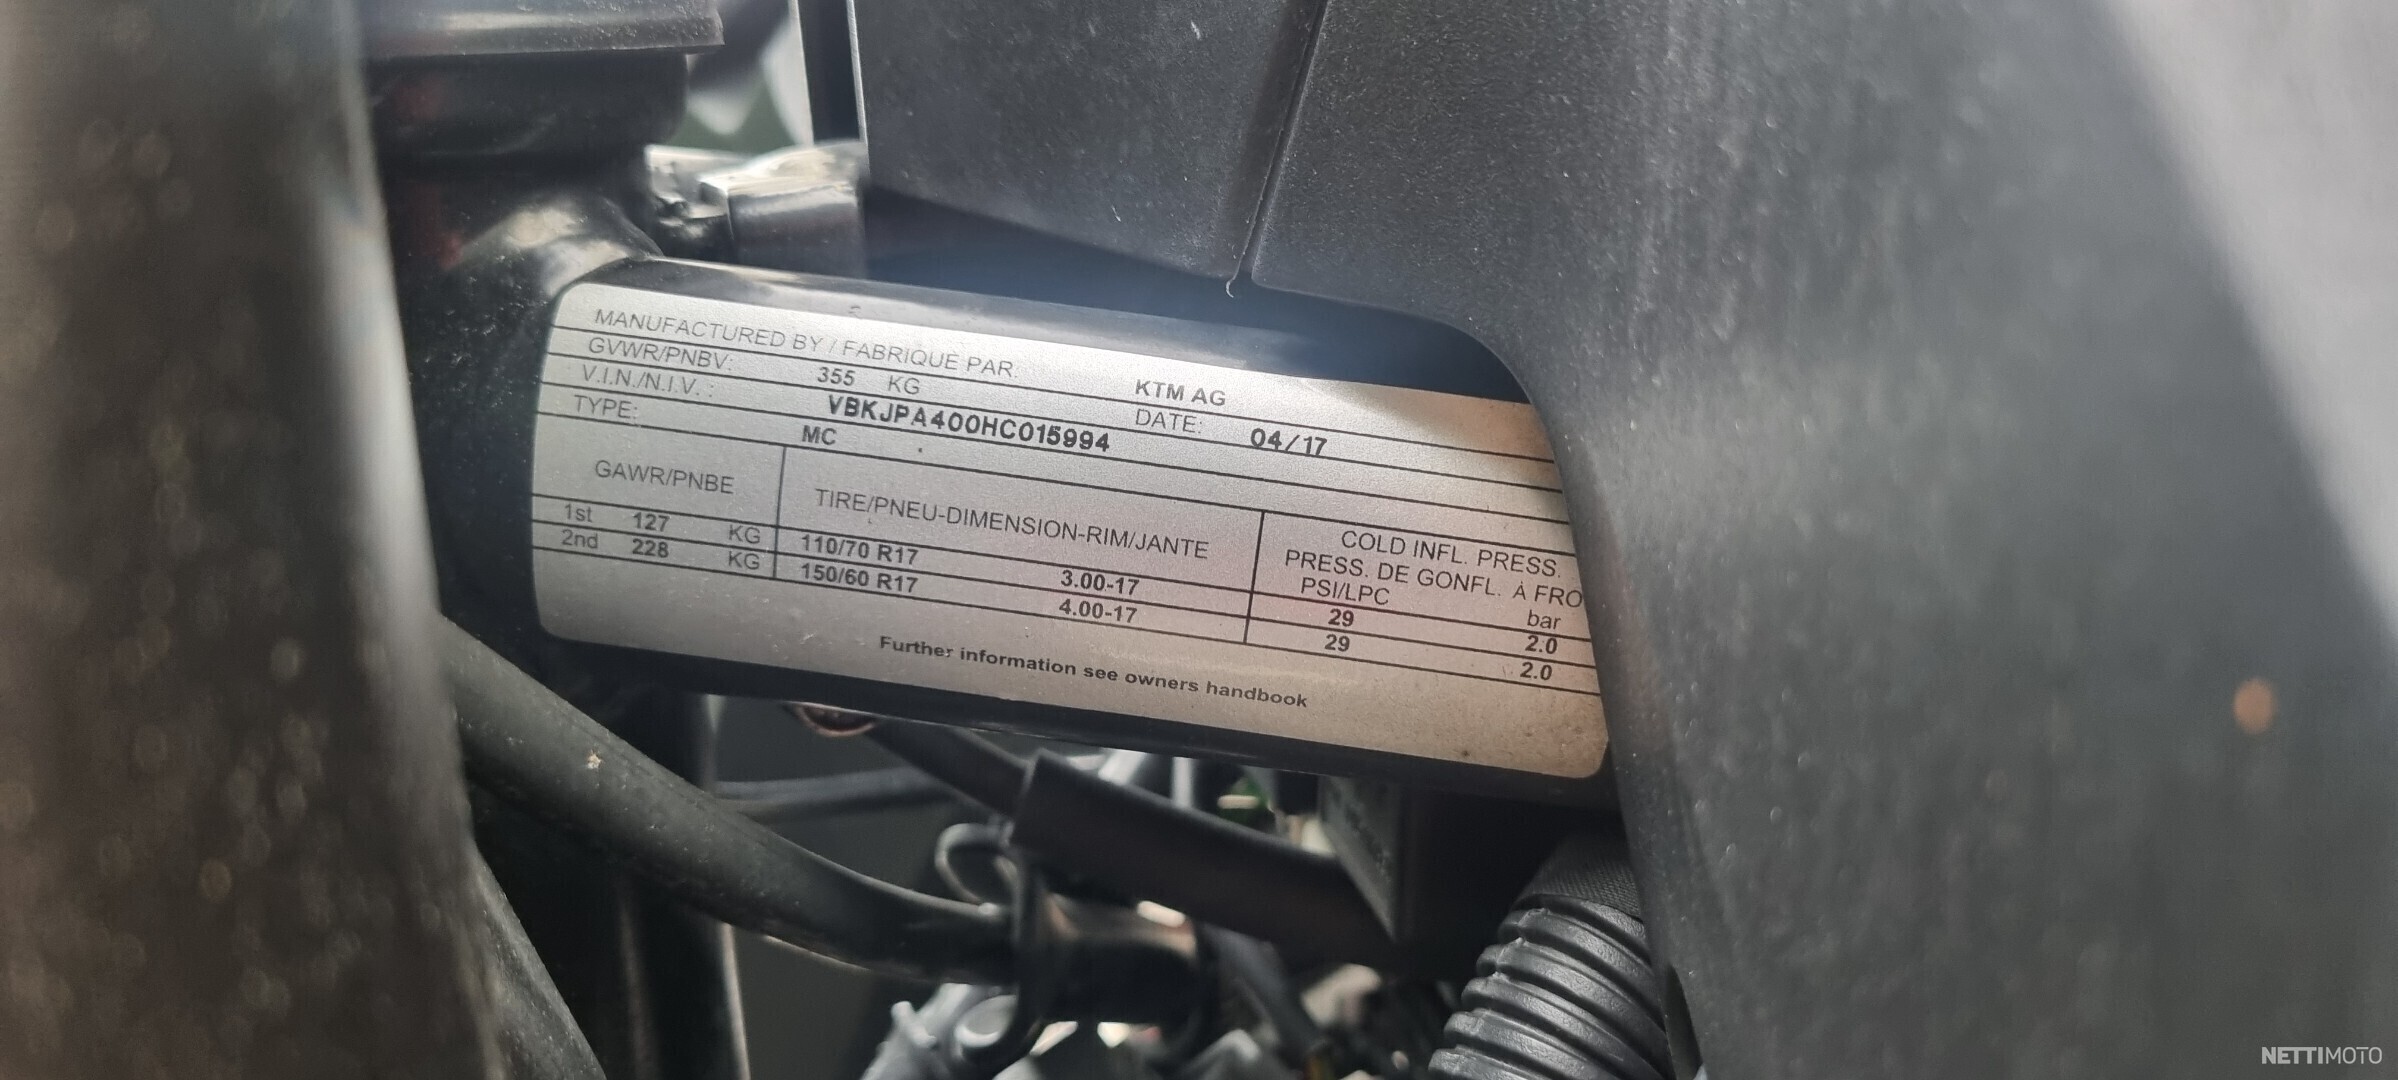 MANUFACTURED BY / FABRIQUE PAR: KTM AG
GVWR/PNBV: 355 KG DATE: 04/17
V.I.N./N.I.V. : VBKJPA400HC015994
TYPE: MC
GAWR/PNBE TIRE/PNEU-DIMENSION-RIM/JANTE COLD INFL. PRESS.
PRESS. DE GONFL. À FRO
PSI/LPC bar
1st 127 KG 110/70 R17 3.00-17 29 2.0
2nd 228 KG 150/60 R17 4.00-17 29 2.0
Further information see owners handbook
NETTIMOTO